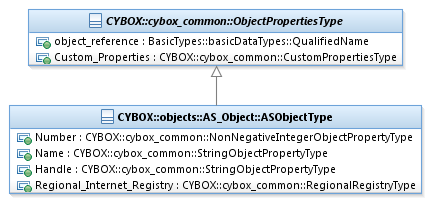 CYBOX::cybox_common::ObjectPropertiesType
object_reference : BasicTypes::basicDataTypes::QualifiedName
Custom_Properties : CYBOX::cybox_common::CustomPropertiesType
CYBOX::objects::AS_Object::ASObjectType
Number : CYBOX::cybox_common::NonNegativeIntegerObjectPropertyType
Name : CYBOX::cybox_common::StringObjectPropertyType
Handle : CYBOX::cybox_common::StringObjectPropertyType
Regional_Internet_Registry : CYBOX::cybox_common::RegionalRegistryType